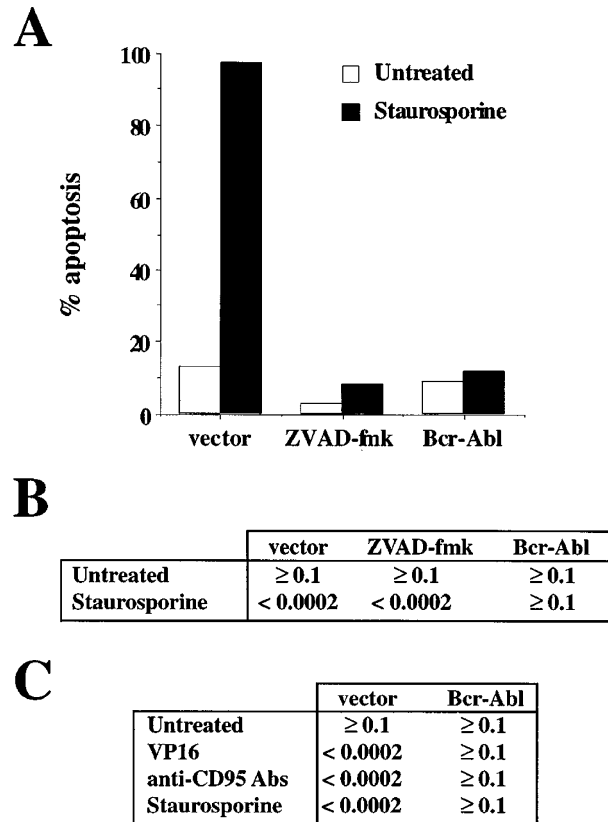 A
100
80
60
40
20
0
% apoptosis
Untreated
Staurosporine
vector ZVAD-fmk Bcr-Abl
B
vector ZVAD-fmk Bcr-Abl
Untreated ≥ 0.1 ≥ 0.1 ≥ 0.1
Staurosporine < 0.0002 < 0.0002 ≥ 0.1
C
vector Bcr-Abl
Untreated ≥ 0.1 ≥ 0.1
VP16 < 0.0002 ≥ 0.1
anti-CD95 Abs < 0.0002 ≥ 0.1
Staurosporine < 0.0002 ≥ 0.1